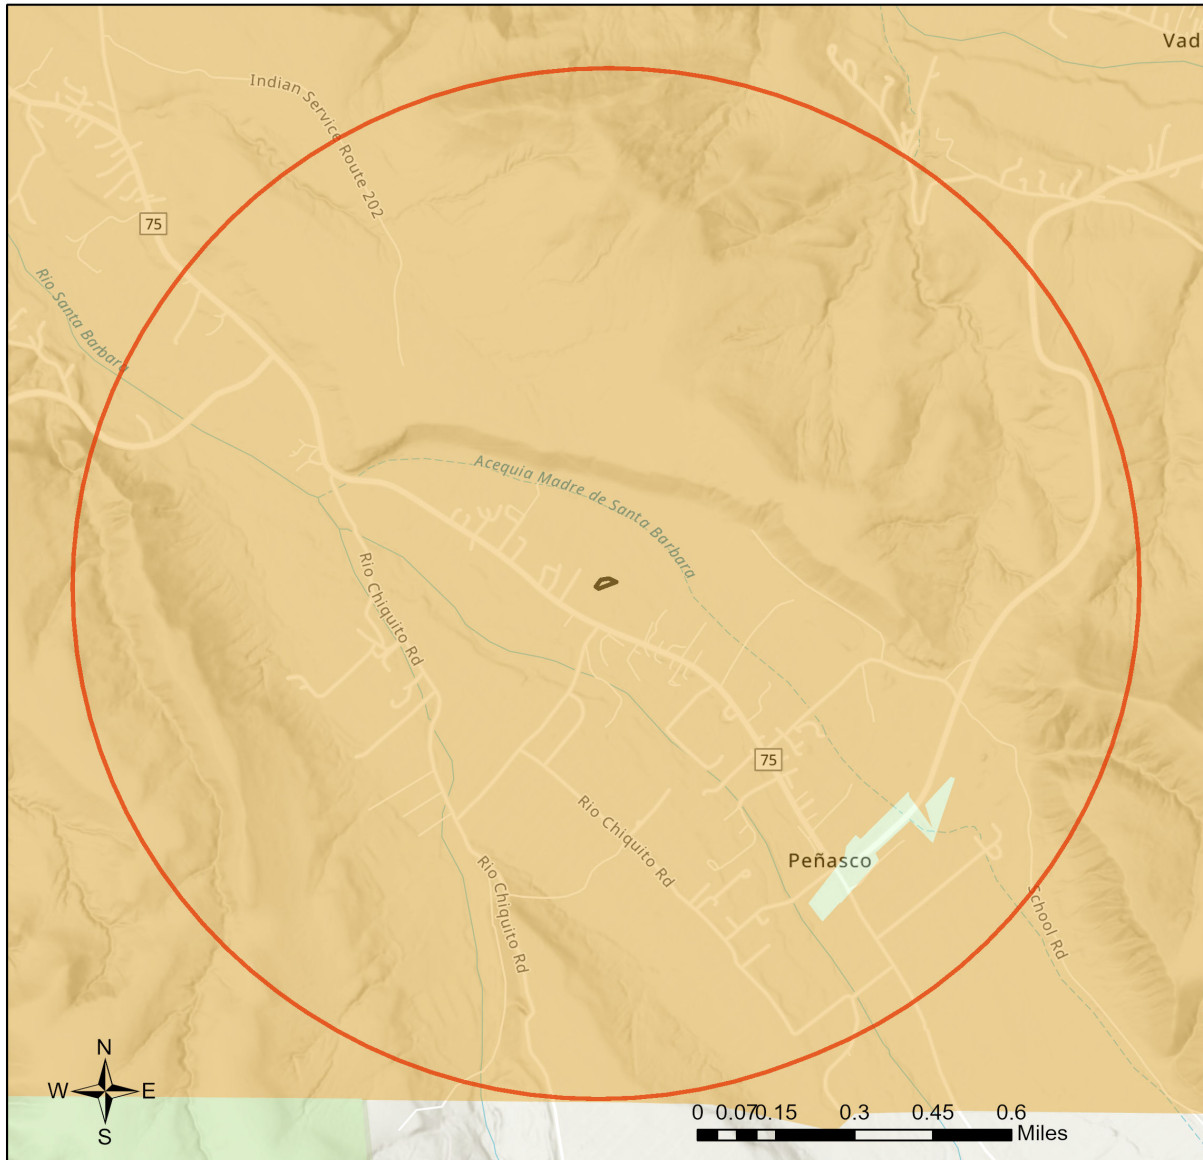 Vad
Indian Service Route 202
75
Rio Santa Barbara
Acequia Madre de Santa Barbara
Rio Chiquito Rd
75
Rio Chiquito Rd
Peñasco
Rio Chiquito Rd
School Rd
N
W E
S
0 0.07 0.15 0.3 0.45 0.6
Miles